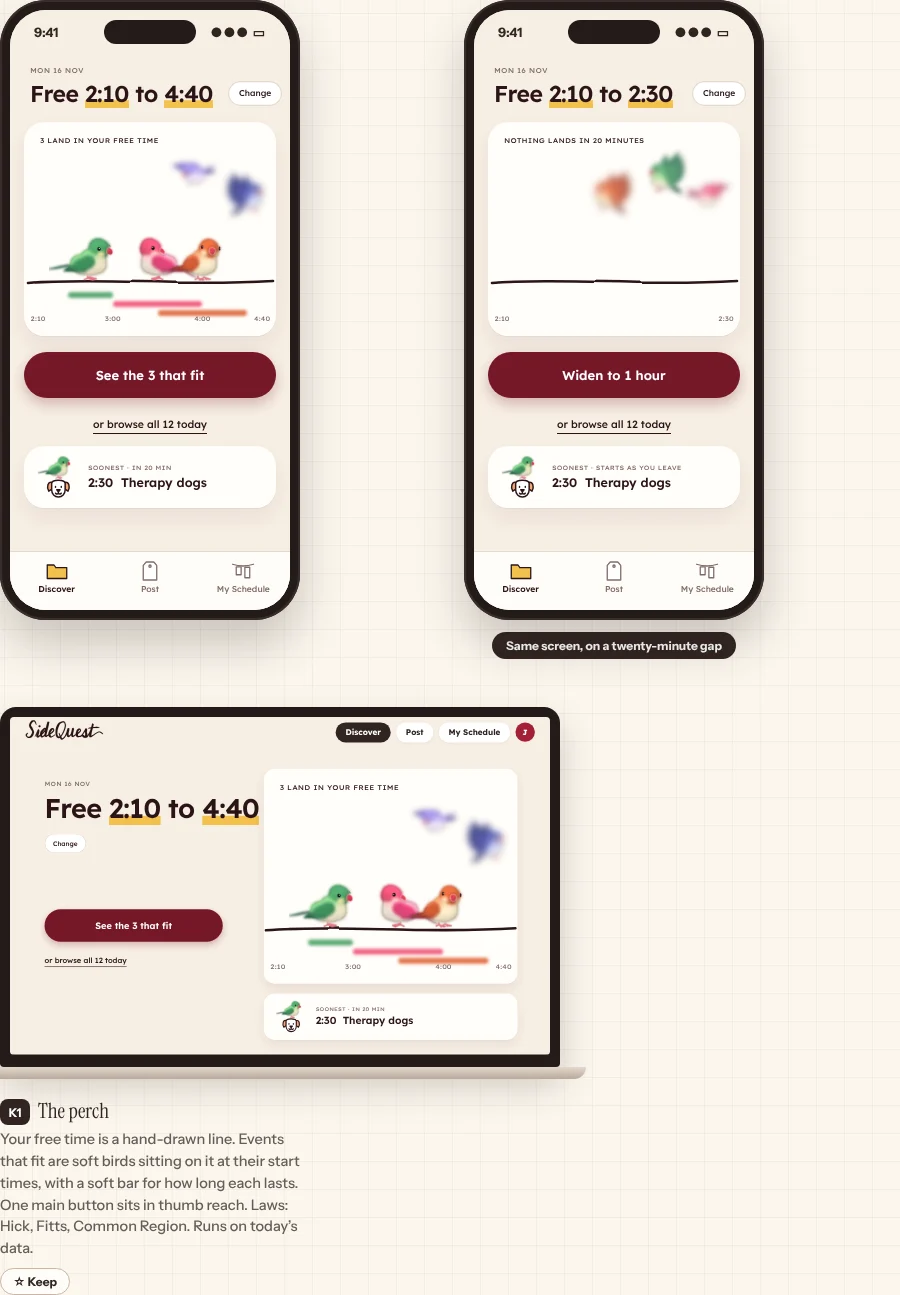 9:41
MON 16 NOV
Free 2:10 to 4:40
Change
3 LAND IN YOUR FREE TIME
2:10 3:00 4:00 4:40
See the 3 that fit
or browse all 12 today
SOONEST · IN 20 MIN
2:30 Therapy dogs
Discover Post My Schedule
9:41
MON 16 NOV
Free 2:10 to 2:30
Change
NOTHING LANDS IN 20 MINUTES
2:10 2:30
Widen to 1 hour
or browse all 12 today
SOONEST · STARTS AS YOU LEAVE
2:30 Therapy dogs
Discover Post My Schedule
Same screen, on a twenty-minute gap
SideQuest
Discover Post My Schedule J
MON 16 NOV
Free 2:10 to 4:40
Change
See the 3 that fit
or browse all 12 today
3 LAND IN YOUR FREE TIME
2:10 3:00 4:00 4:40
SOONEST · IN 20 MIN
2:30 Therapy dogs
K1 The perch
Your free time is a hand-drawn line. Events
that fit are soft birds sitting on it at their start
times, with a soft bar for how long each lasts.
One main button sits in thumb reach. Laws:
Hick, Fitts, Common Region. Runs on today's
data.
☆ Keep